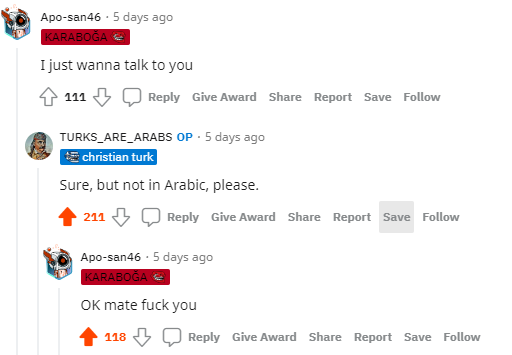 Apo-san46 · 5 days ago
KARABOĞA
I just wanna talk to you
111 Reply Give Award Share Report Save Follow
TURKS_ARE_ARABS OP · 5 days ago
christian turk
Sure, but not in Arabic, please.
211 Reply Give Award Share Report Save Follow
Apo-san46 · 5 days ago
KARABOĞA
OK mate fuck you
118 Reply Give Award Share Report Save Follow